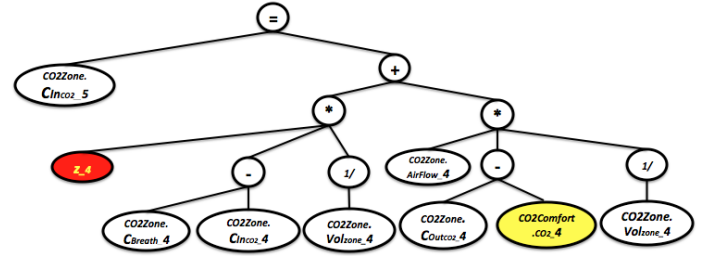 =
CO2Zone.
CInCO2_5
+
*
*
z_4
-
1/
CO2Zone.
AirFlow_4
-
1/
CO2Zone.
CBreath_4
CO2Zone.
CInCO2_4
CO2Zone.
Volzone_4
CO2Zone.
COutCO2_4
CO2Comfort
.CO2_4
CO2Zone.
Volzone_4